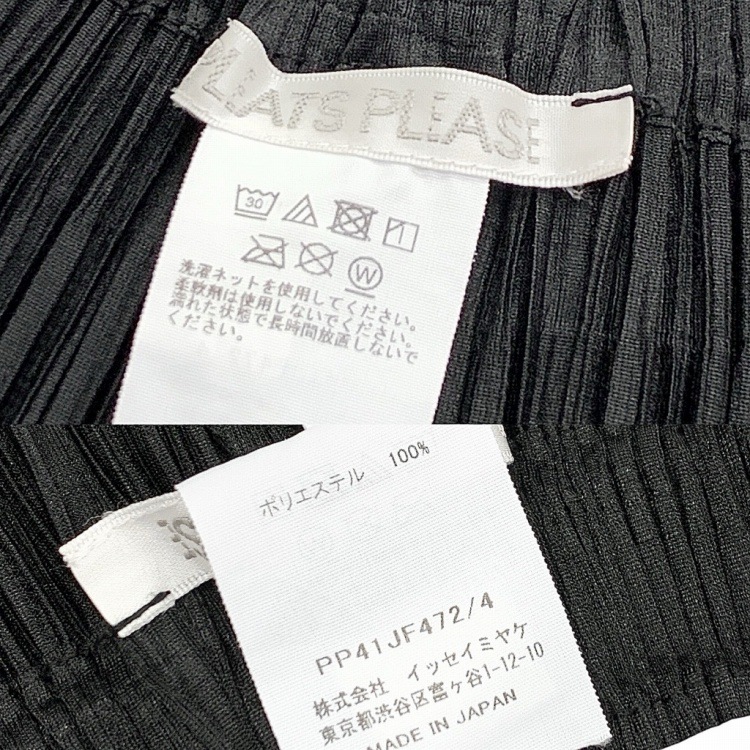 PLEATS PLEASE
30
W
洗濯ネットを使用してください。
柔軟剤は使用しないでください。
濡れた状態で長時間放置しないで
ください。
ポリエステル 100%
PP41JF472/4
株式会社 イッセイミヤケ
東京都渋谷区富ヶ谷1-12-10
MADE IN JAPAN